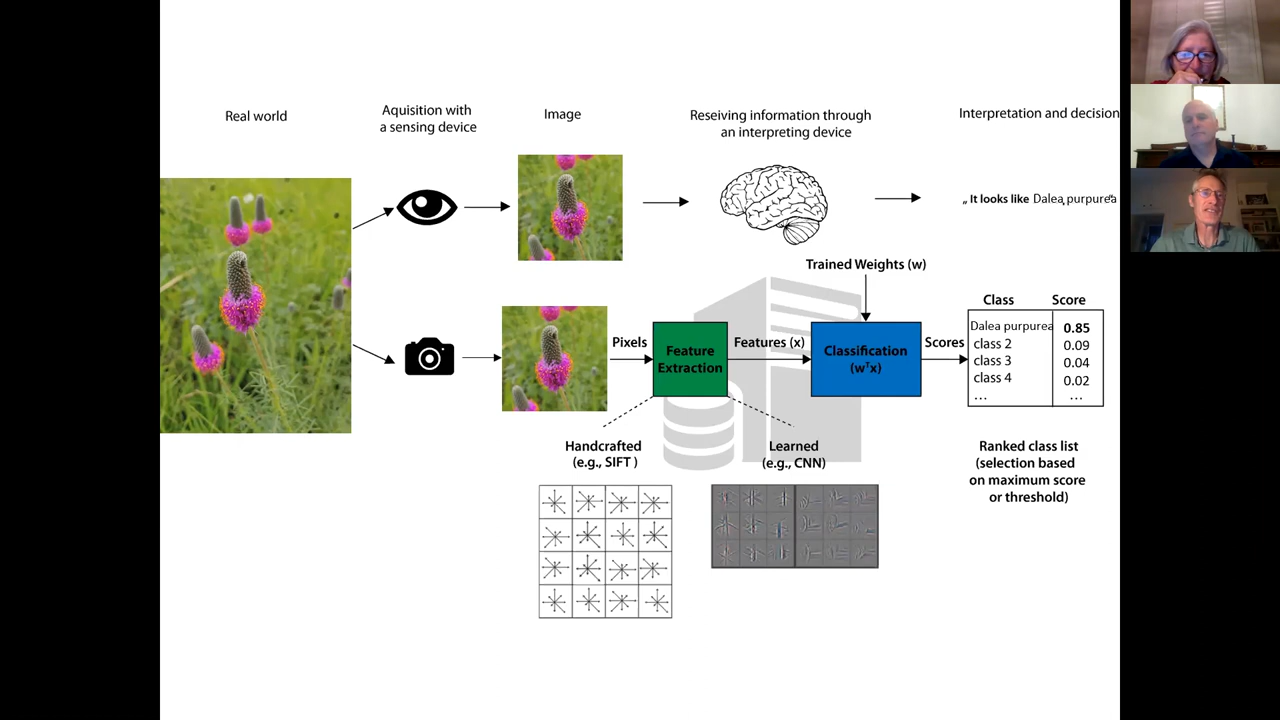 Real world
Aquisition with
a sensing device
Image
Reseiving information through
an interpreting device
Interpretation and decision
„ It looks like Dalea purpurea”
Trained Weights (w)
Pixels
Feature
Extraction
Features (x)
Classification
(wᵀx)
Scores
Class Score
Dalea purpurea 0.85
class 2 0.09
class 3 0.04
class 4 0.02
... ...
Handcrafted
(e.g., SIFT )
Learned
(e.g., CNN)
Ranked class list
(selection based
on maximum score
or threshold)